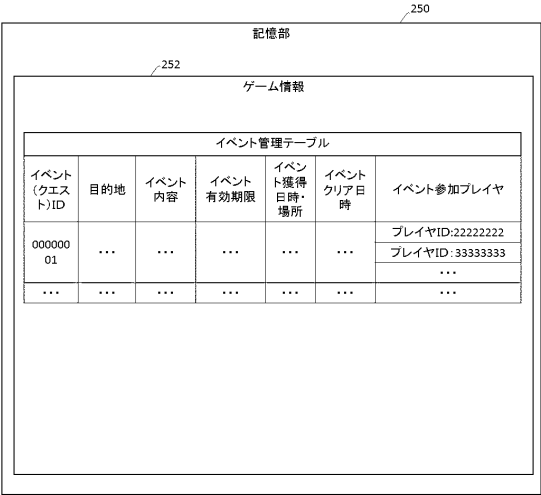 250
記憶部
252
ゲーム情報
イベント管理テーブル
イベント
(クエス
ト)ID
目的地
イベント
内容
イベント
有効期限
イベン
ト獲得
日時・
場所
イベント
クリア日
時
イベント参加プレイヤ
000000
01
・・・
・・・
・・・
・・・
・・・
プレイヤID:22222222
プレイヤID:33333333
・・・
・・・
・・・
・・・
・・・
・・・
・・・
・・・